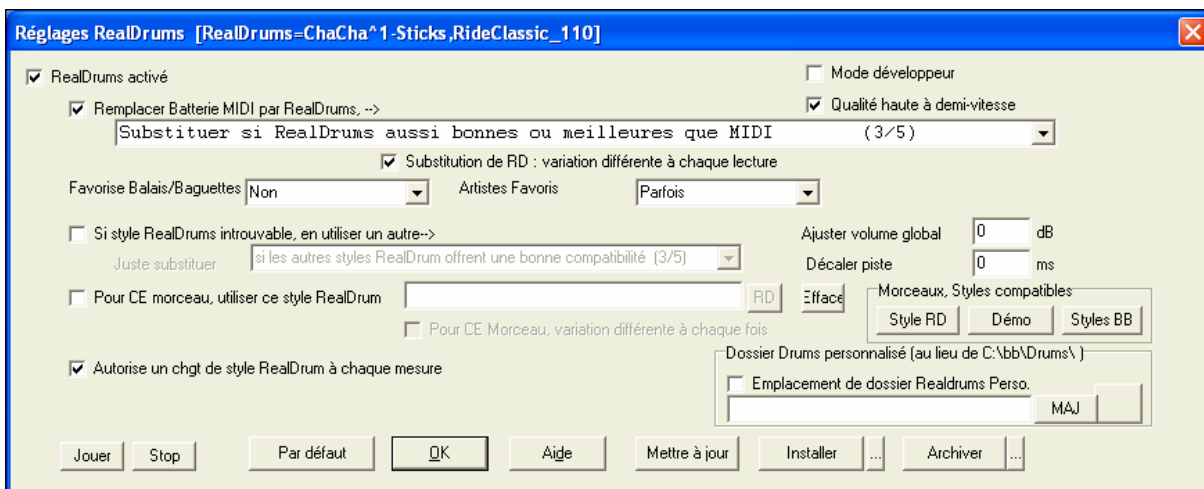 Réglages RealDrums [RealDrums=ChaCha^1-Sticks,RideClassic_110]
RealDrums activé
Mode développeur
Remplacer Batterie MIDI par RealDrums, -->
Qualité haute à demi-vitesse
Substituer si RealDrums aussi bonnes ou meilleures que MIDI (3/5)
Substitution de RD : variation différente à chaque lecture
Favorise Balais/Baguettes Non Artistes Favoris Parfois
Si style RealDrums introuvable, en utiliser un autre-->
Ajuster volume global 0 dB
Juste substituer si les autres styles RealDrum offrent une bonne compatibilité (3/5)
Décaler piste 0 ms
Pour CE morceau, utiliser ce style RealDrum RD Efface
Morceaux, Styles compatibles
Style RD Démo Styles BB
Pour CE Morceau, variation différente à chaque fois
Dossier Drums personnalisé (au lieu de C:\bb\Drums\ )
Autorise un chgt de style RealDrum à chaque mesure
Emplacement de dossier Realdrums Perso.
MAJ
Jouer Stop Par défaut OK Aide Mettre à jour Installer ... Archiver ...